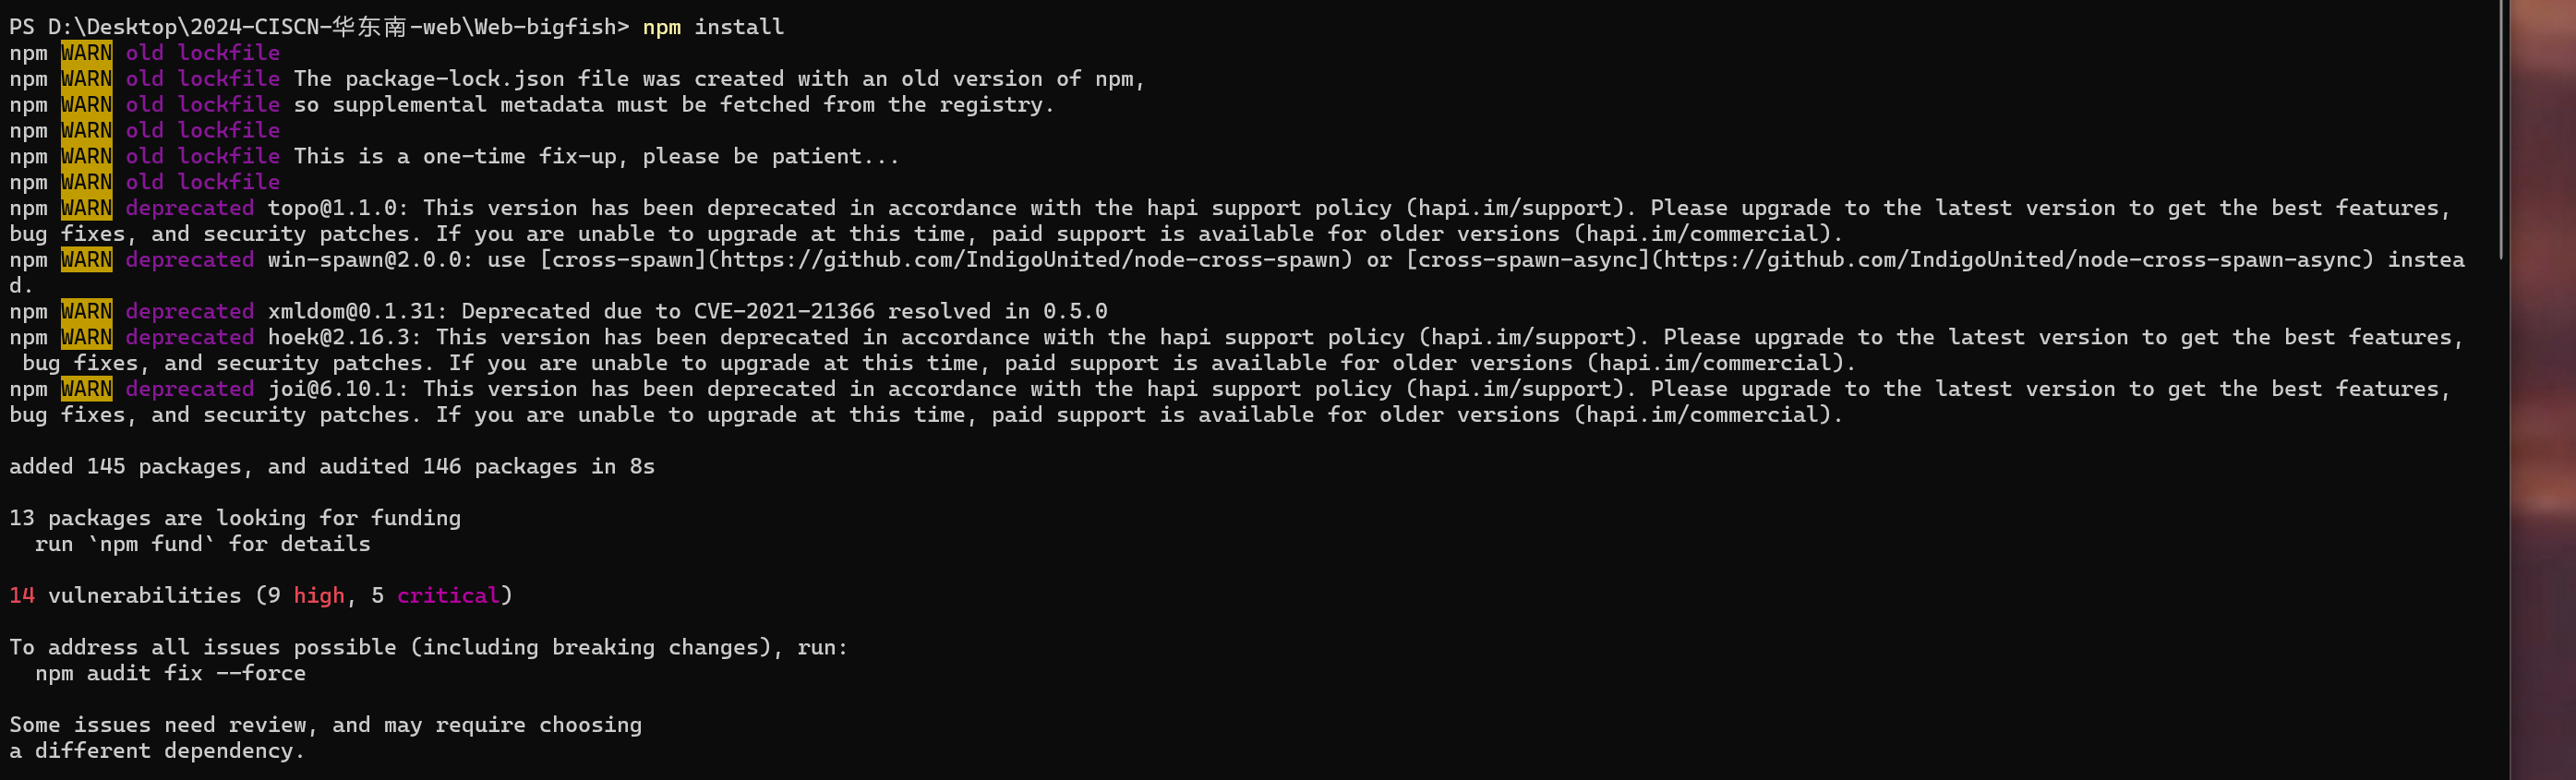 PS D:\Desktop\2024-CISCN-华东南-web\Web-bigfish> npm install
npm WARN old lockfile
npm WARN old lockfile The package-lock.json file was created with an old version of npm,
npm WARN old lockfile so supplemental metadata must be fetched from the registry.
npm WARN old lockfile
npm WARN old lockfile This is a one-time fix-up, please be patient...
npm WARN old lockfile
npm WARN deprecated topo@1.1.0: This version has been deprecated in accordance with the hapi support policy (hapi.im/support). Please upgrade to the latest version to get the best features,
bug fixes, and security patches. If you are unable to upgrade at this time, paid support is available for older versions (hapi.im/commercial).
npm WARN deprecated win-spawn@2.0.0: use [cross-spawn](https://github.com/IndigoUnited/node-cross-spawn) or [cross-spawn-async](https://github.com/IndigoUnited/node-cross-spawn-async) instea
d.
npm WARN deprecated xmldom@0.1.31: Deprecated due to CVE-2021-21366 resolved in 0.5.0
npm WARN deprecated hoek@2.16.3: This version has been deprecated in accordance with the hapi support policy (hapi.im/support). Please upgrade to the latest version to get the best features,
 bug fixes, and security patches. If you are unable to upgrade at this time, paid support is available for older versions (hapi.im/commercial).
npm WARN deprecated joi@6.10.1: This version has been deprecated in accordance with the hapi support policy (hapi.im/support). Please upgrade to the latest version to get the best features,
bug fixes, and security patches. If you are unable to upgrade at this time, paid support is available for older versions (hapi.im/commercial).

added 145 packages, and audited 146 packages in 8s

13 packages are looking for funding
  run `npm fund` for details

14 vulnerabilities (9 high, 5 critical)

To address all issues possible (including breaking changes), run:
  npm audit fix --force

Some issues need review, and may require choosing
a different dependency.